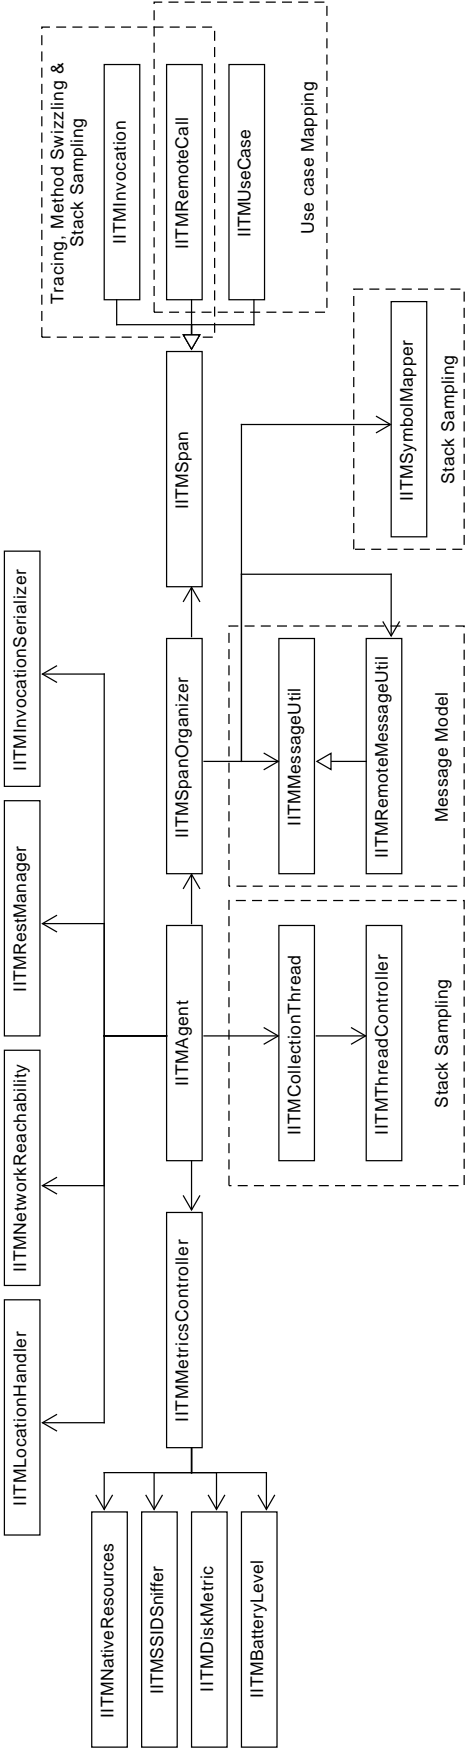 IITMLocationHandler
IITMNetworkReachability
IITMRestManager
IITMInvocationSerializer
Tracing, Method Swizzling &
Stack Sampling
IITMNativeResources
IITMInvocation
IITMSSIDSniffer
IITMMetricsController
IITMAgent
IITMSpanOrganizer
IITMSpan
IITMRemoteCall
IITMDiskMetric
IITMUseCase
IITMBatteryLevel
IITMCollectionThread
IITMMessageUtil
Use case Mapping
IITMThreadController
IITMRemoteMessageUtil
IITMSymbolMapper
Stack Sampling
Message Model
Stack Sampling